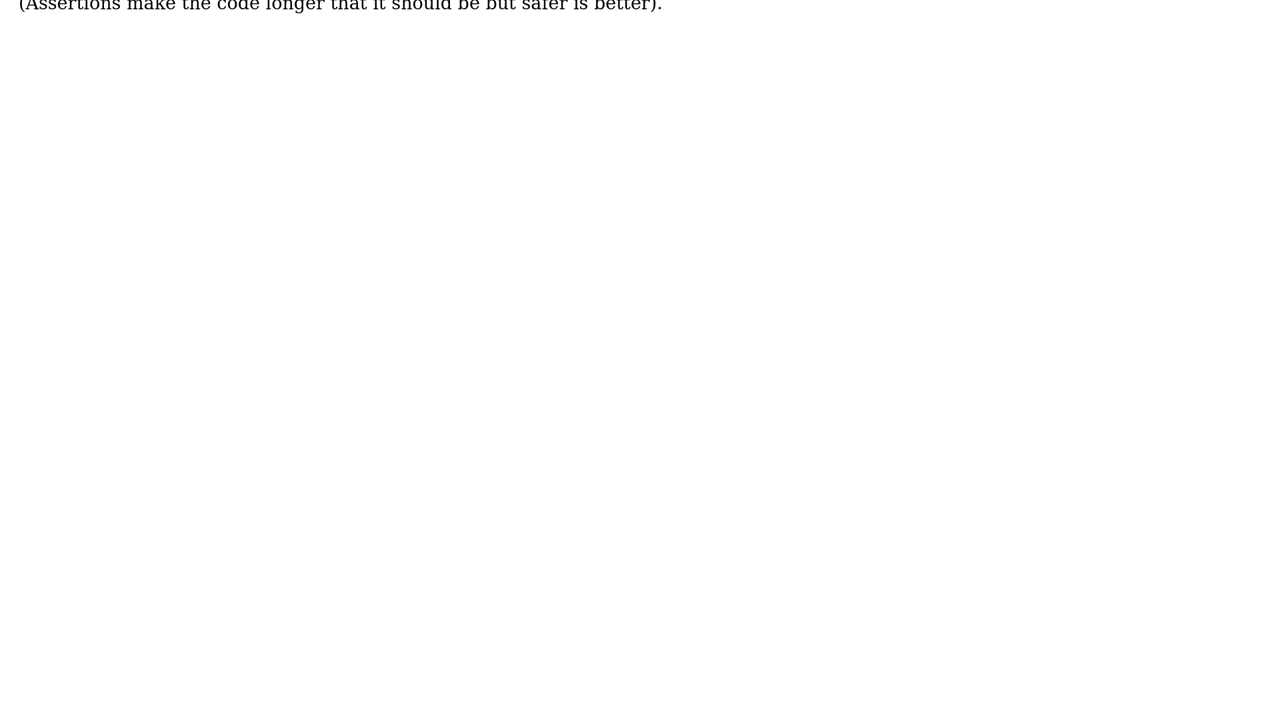 (Assertions make the code longer that it should be but safer is better).